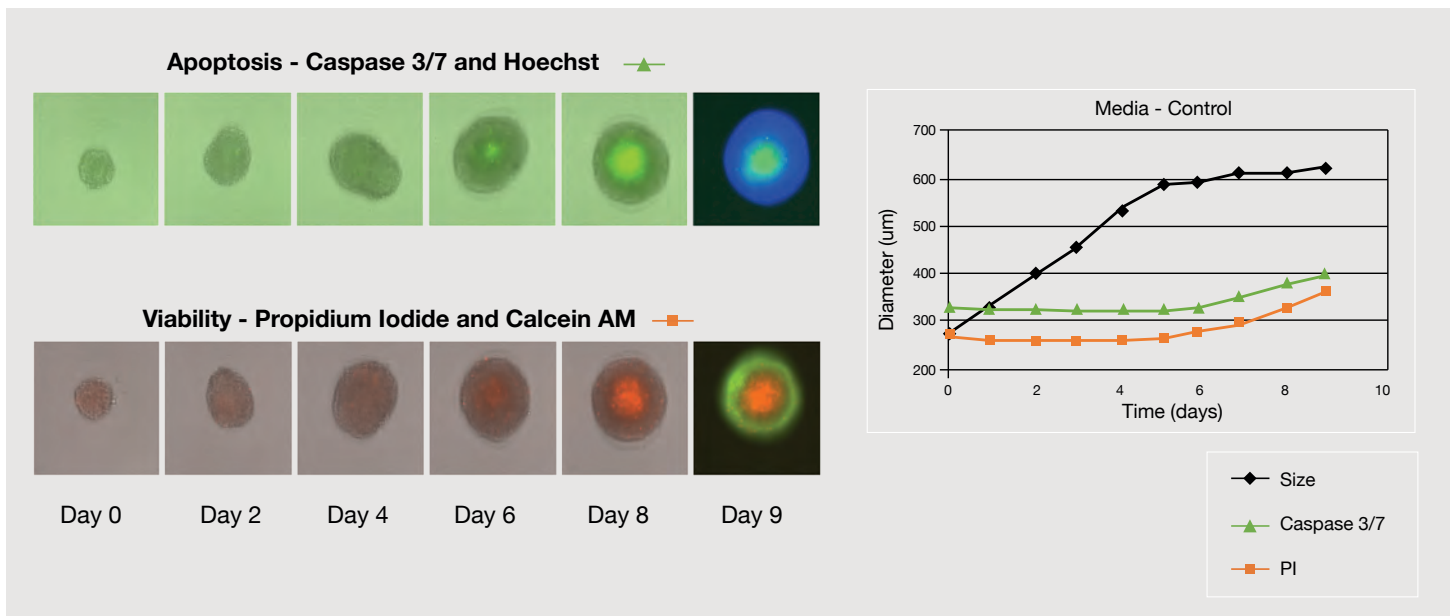 Apoptosis - Caspase 3/7 and Hoechst
Viability - Propidium Iodide and Calcein AM
Day 0
Day 2
Day 4
Day 6
Day 8
Day 9
Media - Control
Diameter (um)
700
600
500
400
300
200
0
2
4
6
8
10
Time (days)
Size
Caspase 3/7
PI